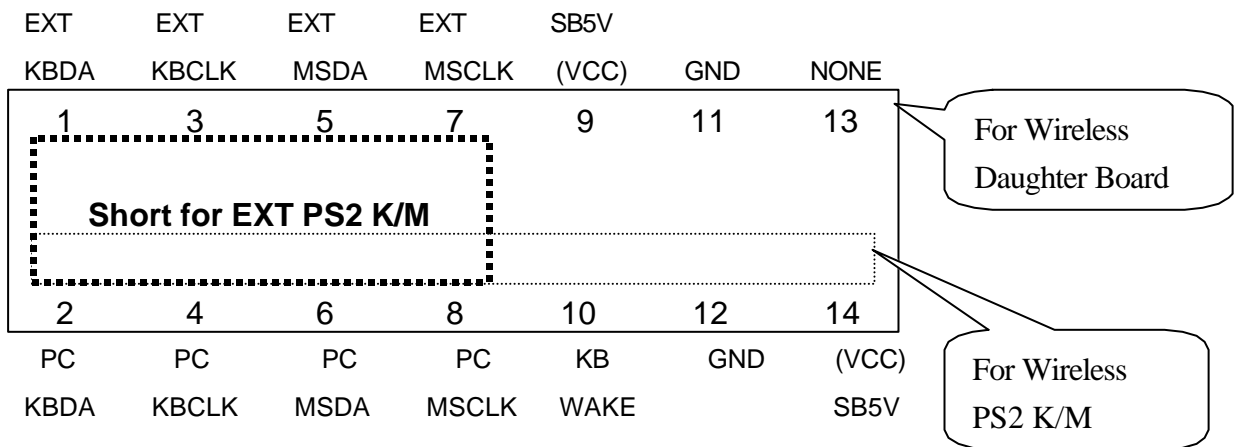 EXT EXT EXT EXT SB5V
KBDA KBCLK MSDA MSCLK (VCC) GND NONE
1 3 5 7 9 11 13
For Wireless
Daughter Board
Short for EXT PS2 K/M
2 4 6 8 10 12 14
PC PC PC PC KB GND (VCC)
KBDA KBCLK MSDA MSCLK WAKE SB5V
For Wireless
PS2 K/M